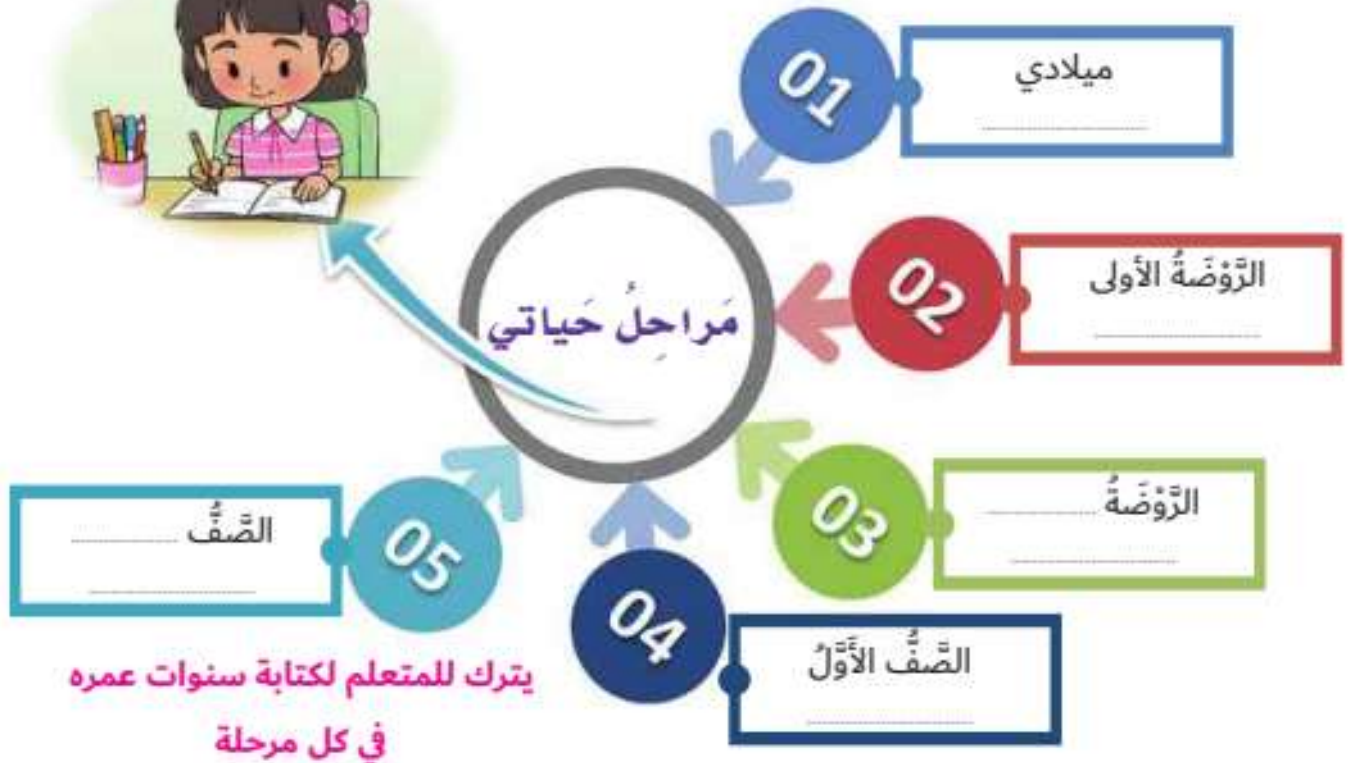 01
ميلادي
..............................
02
الرَّوْضَةُ الأولى
..............................
مَراحِلُ حَياتي
03
الرَّوْضَةُ ....................
..............................
04
الصَّفُّ الأَوَّلُ
..............................
05
الصَّفُّ ....................
..............................
يترك للمتعلم لكتابة سنوات عمره
في كل مرحلة